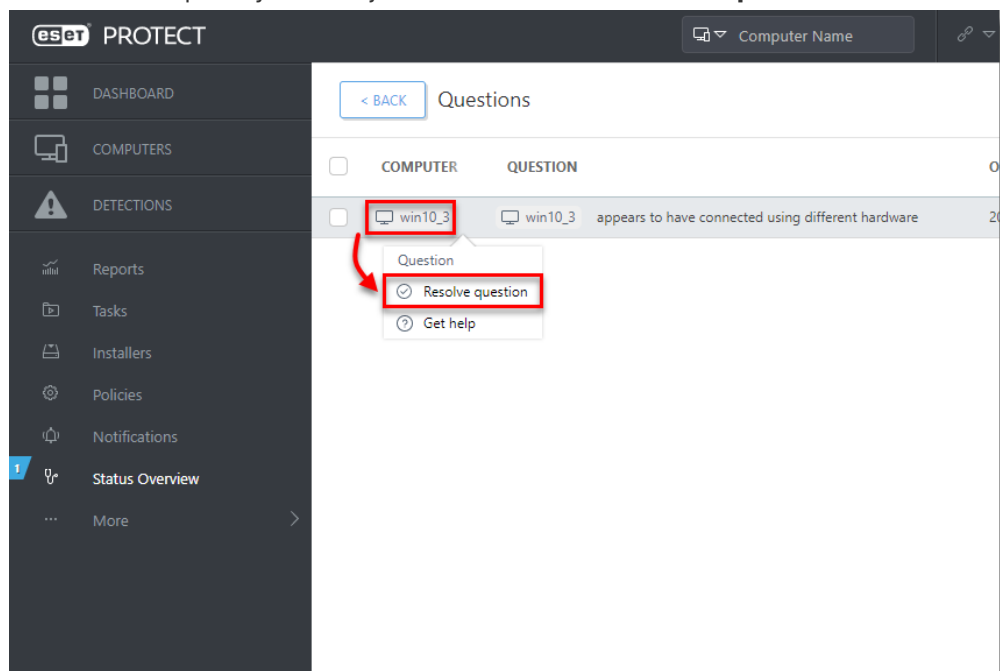 eset PROTECT
Computer Name
DASHBOARD
< BACK Questions
COMPUTERS
COMPUTER QUESTION
DETECTIONS
win10_3 win10_3 appears to have connected using different hardware
Question
Reports
Resolve question
Tasks
Get help
Installers
Policies
Notifications
1 Status Overview
More